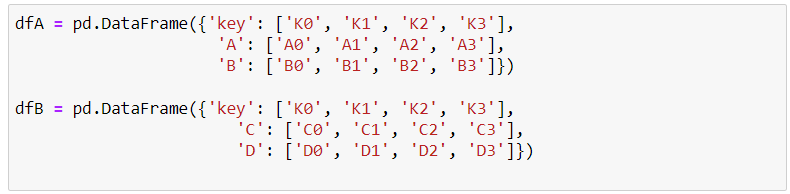 dfA = pd.DataFrame({'key': ['K0', 'K1', 'K2', 'K3'],
'A': ['A0', 'A1', 'A2', 'A3'],
'B': ['B0', 'B1', 'B2', 'B3']})
dfB = pd.DataFrame({'key': ['K0', 'K1', 'K2', 'K3'],
'C': ['C0', 'C1', 'C2', 'C3'],
'D': ['D0', 'D1', 'D2', 'D3']})